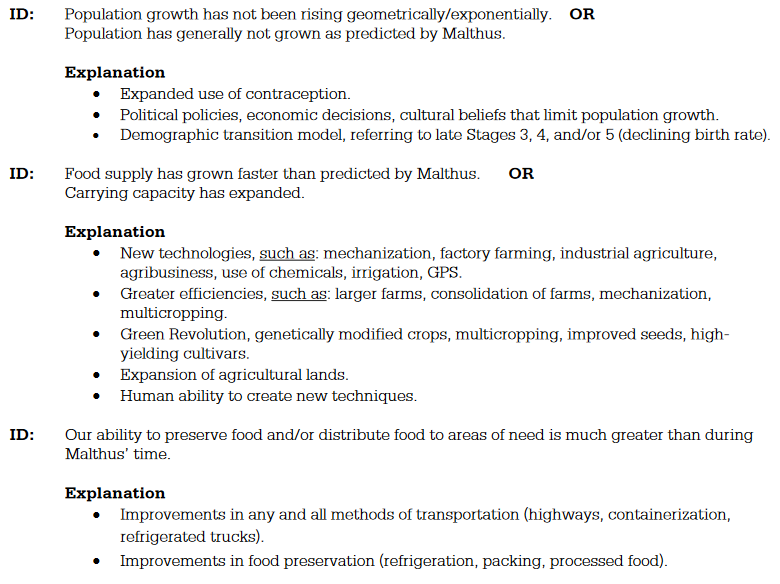 ID: Population growth has not been rising geometrically/exponentially. OR
Population has generally not grown as predicted by Malthus.
Explanation
• Expanded use of contraception.
• Political policies, economic decisions, cultural beliefs that limit population growth.
• Demographic transition model, referring to late Stages 3, 4, and/or 5 (declining birth rate).
ID: Food supply has grown faster than predicted by Malthus. OR
Carrying capacity has expanded.
Explanation
• New technologies, such as: mechanization, factory farming, industrial agriculture,
agribusiness, use of chemicals, irrigation, GPS.
• Greater efficiencies, such as: larger farms, consolidation of farms, mechanization,
multicropping.
• Green Revolution, genetically modified crops, multicropping, improved seeds, high-
yielding cultivars.
• Expansion of agricultural lands.
• Human ability to create new techniques.
ID: Our ability to preserve food and/or distribute food to areas of need is much greater than during
Malthus' time.
Explanation
• Improvements in any and all methods of transportation (highways, containerization,
refrigerated trucks).
• Improvements in food preservation (refrigeration, packing, processed food).